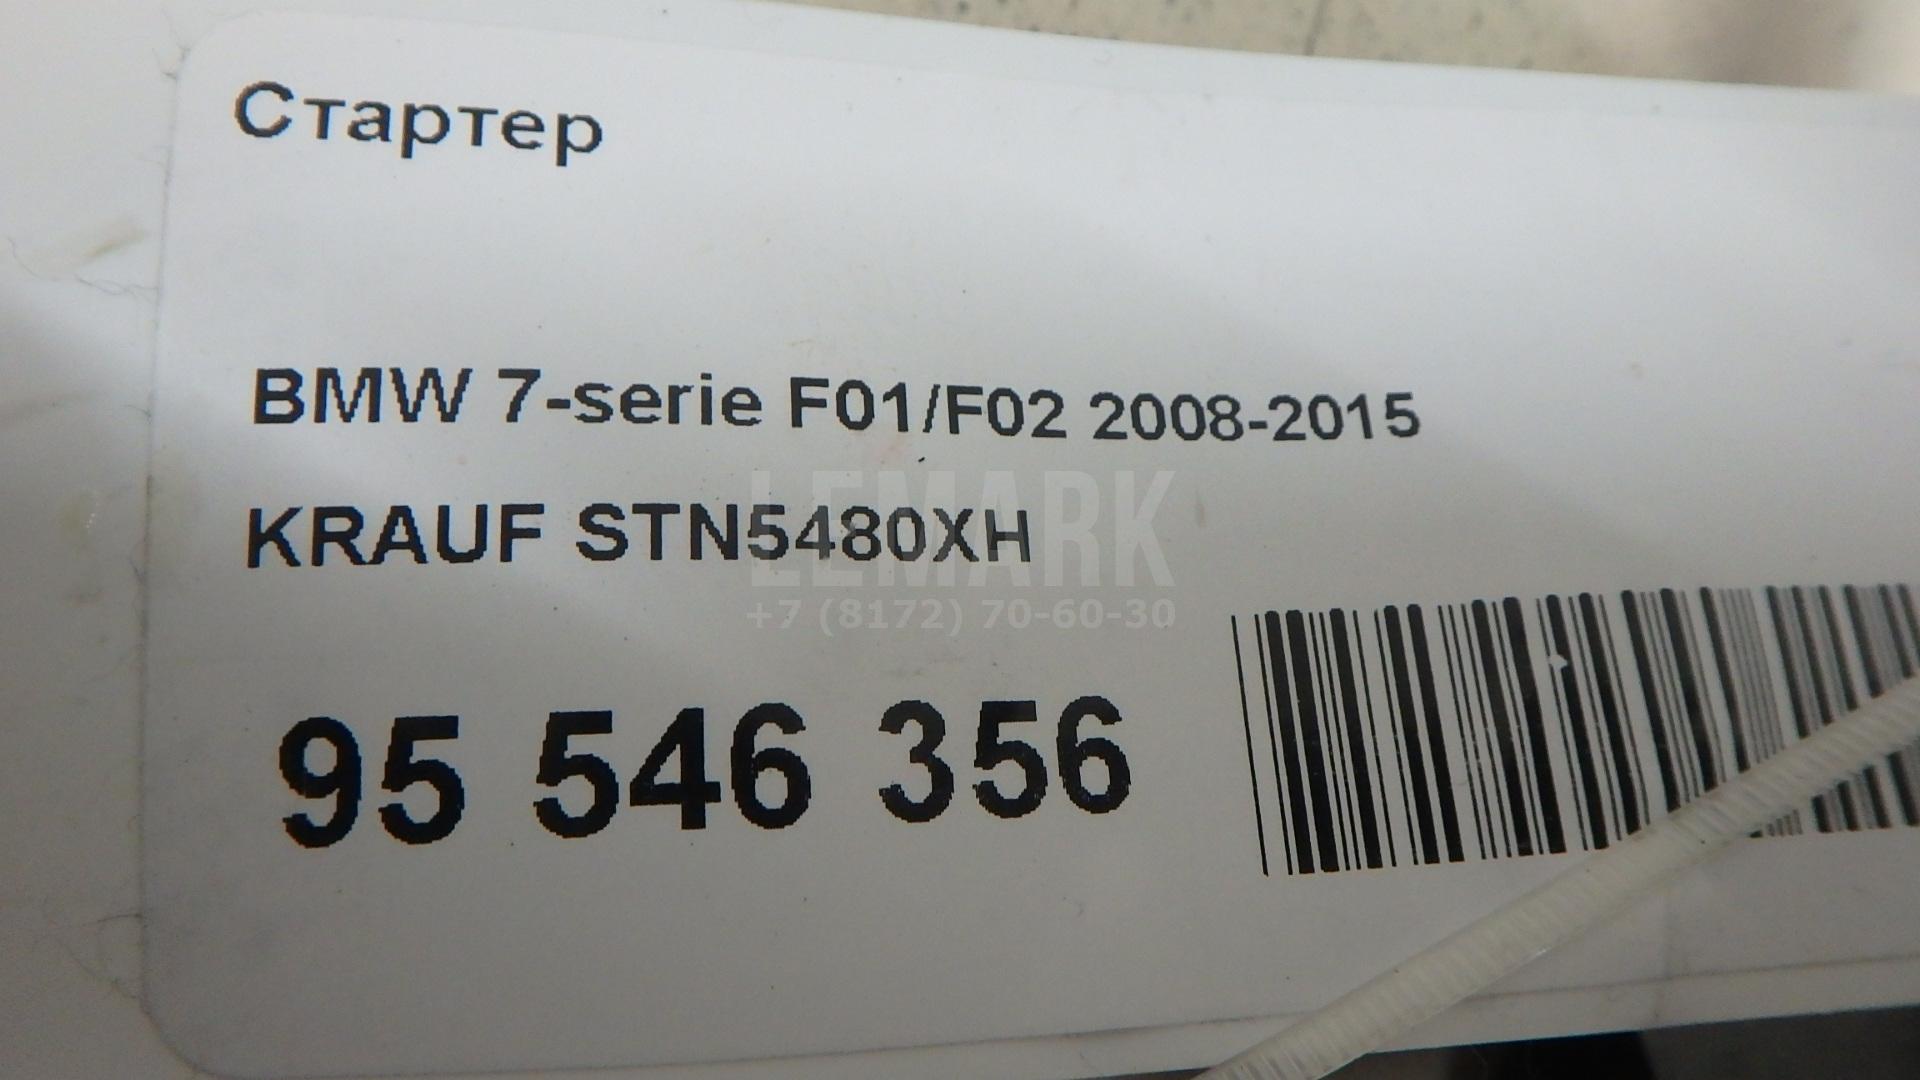 Стартер
BMW 7-serie F01/F02 2008-2015
KRAUF STN5480XH
LEMARK
+7 (8172) 70-60-30
95 546 356